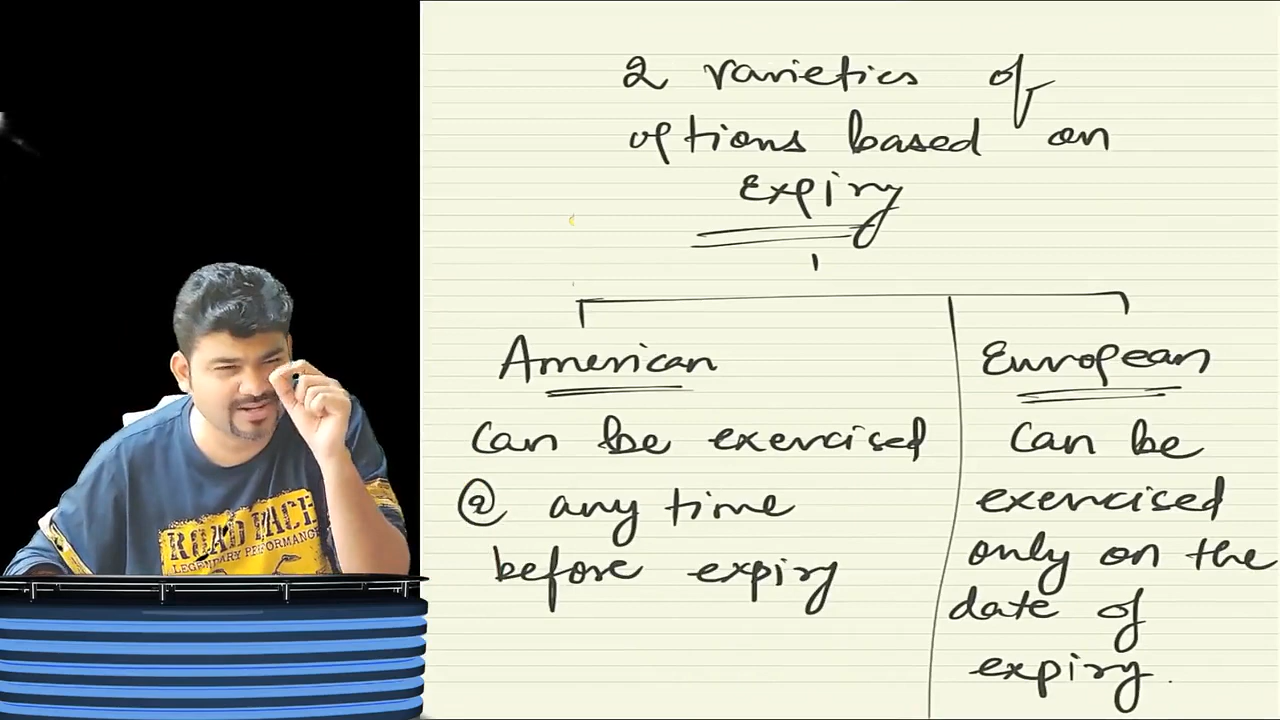 2 varieties of
options based on
Expiry
American
can be exercised
@ any time
before expiry
European
can be
exercised
only on the
date of
expiry.
ROAD RACE
LEGENDARY PERFORMANCE